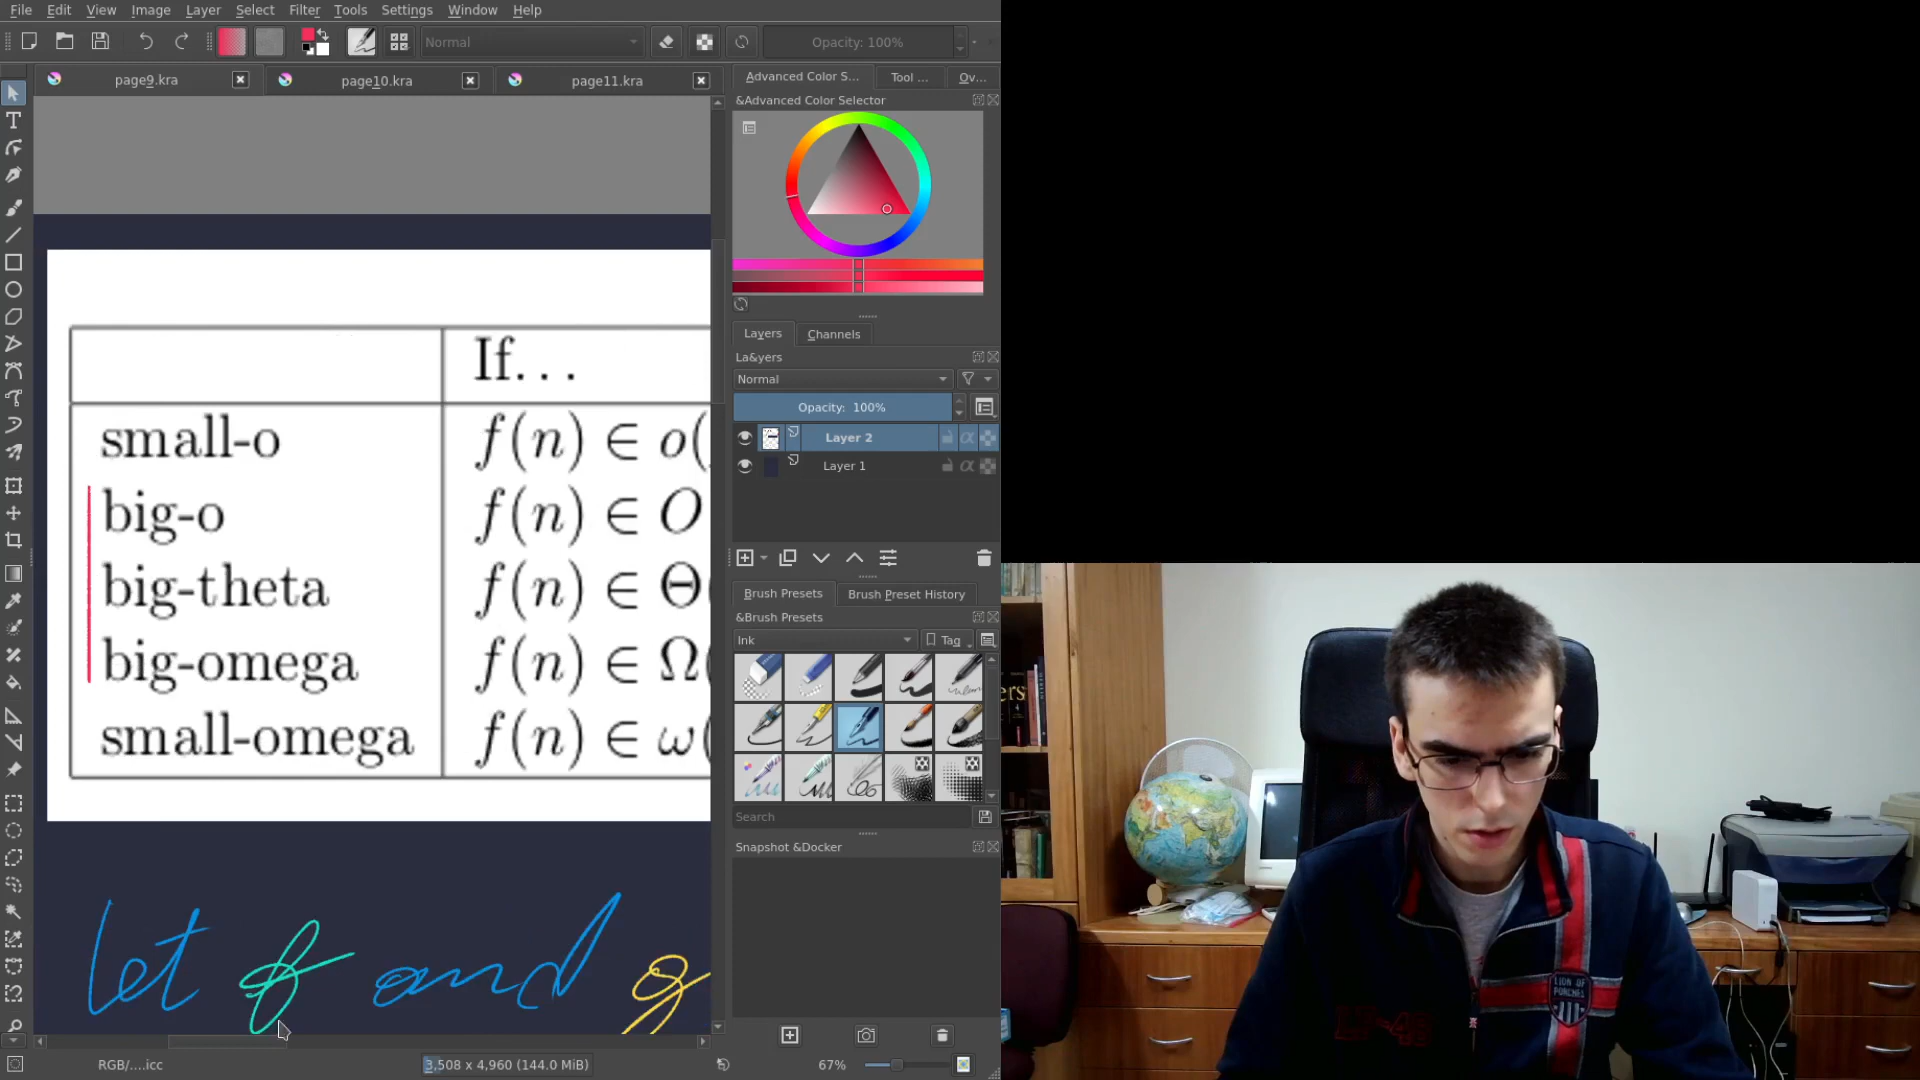 File Edit View Image Layer Select Filter Tools Settings Window Help
Normal
Opacity: 100%
page9.kra
page10.kra
page11.kra
Advanced Color S...
Tool ...
Ov...
&Advanced Color Selector
If...
small-o f(n) ∈ o(
big-o f(n) ∈ O
big-theta f(n) ∈ Θ(
big-omega f(n) ∈ Ω(
small-omega f(n) ∈ ω(
let f and g
Layers
Channels
La&yers
Normal
Opacity: 100%
Layer 2
Layer 1
Brush Presets
Brush Preset History
&Brush Presets
Ink
Tag
Search
Snapshot &Docker
RGB/....icc
3,508 x 4,960 (144.0 MiB)
67%
LION OF
PORCHES